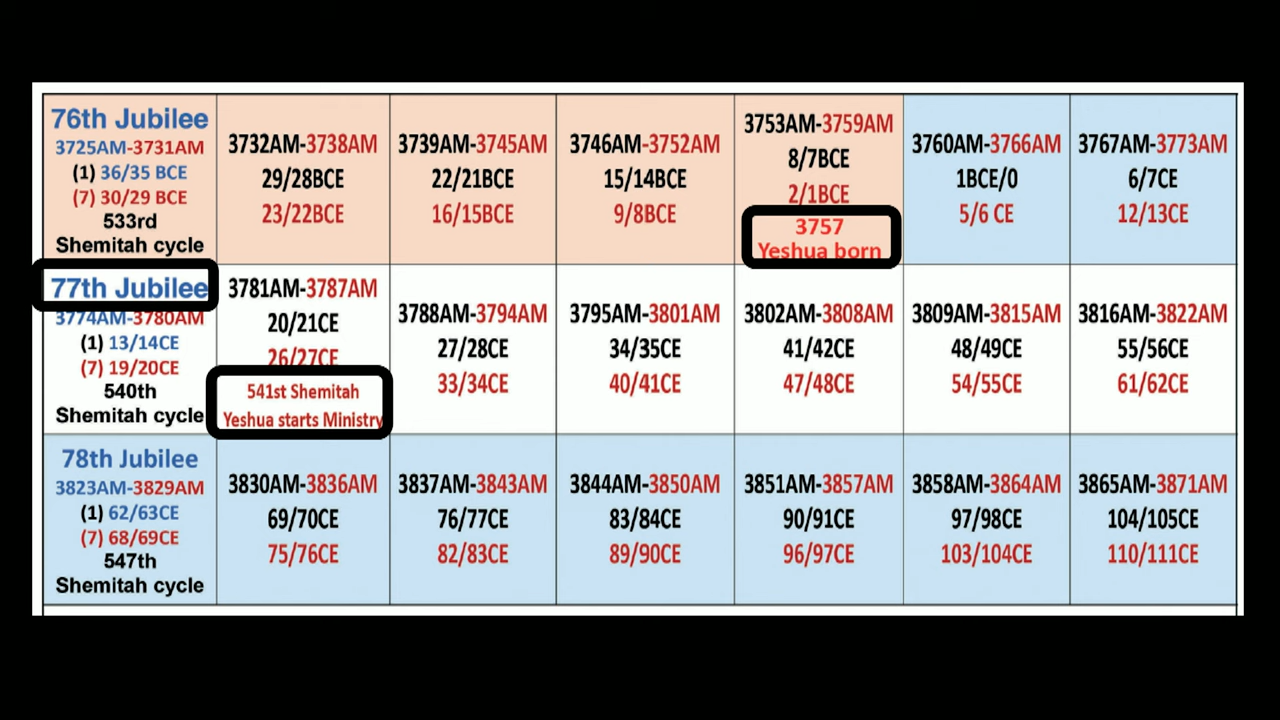 76th Jubilee
3725AM-3731AM
(1) 36/35 BCE
(7) 30/29 BCE
533rd
Shemitah cycle
3732AM-3738AM
29/28BCE
23/22BCE
3739AM-3745AM
22/21BCE
16/15BCE
3746AM-3752AM
15/14BCE
9/8BCE
3753AM-3759AM
8/7BCE
2/1BCE
3757
Yeshua born
3760AM-3766AM
1BCE/0
5/6 CE
3767AM-3773AM
6/7CE
12/13CE
77th Jubilee
3774AM-3780AM
(1) 13/14CE
(7) 19/20CE
540th
Shemitah cycle
3781AM-3787AM
20/21CE
26/27CE
541st Shemitah
Yeshua starts Ministry
3788AM-3794AM
27/28CE
33/34CE
3795AM-3801AM
34/35CE
40/41CE
3802AM-3808AM
41/42CE
47/48CE
3809AM-3815AM
48/49CE
54/55CE
3816AM-3822AM
55/56CE
61/62CE
78th Jubilee
3823AM-3829AM
(1) 62/63CE
(7) 68/69CE
547th
Shemitah cycle
3830AM-3836AM
69/70CE
75/76CE
3837AM-3843AM
76/77CE
82/83CE
3844AM-3850AM
83/84CE
89/90CE
3851AM-3857AM
90/91CE
96/97CE
3858AM-3864AM
97/98CE
103/104CE
3865AM-3871AM
104/105CE
110/111CE